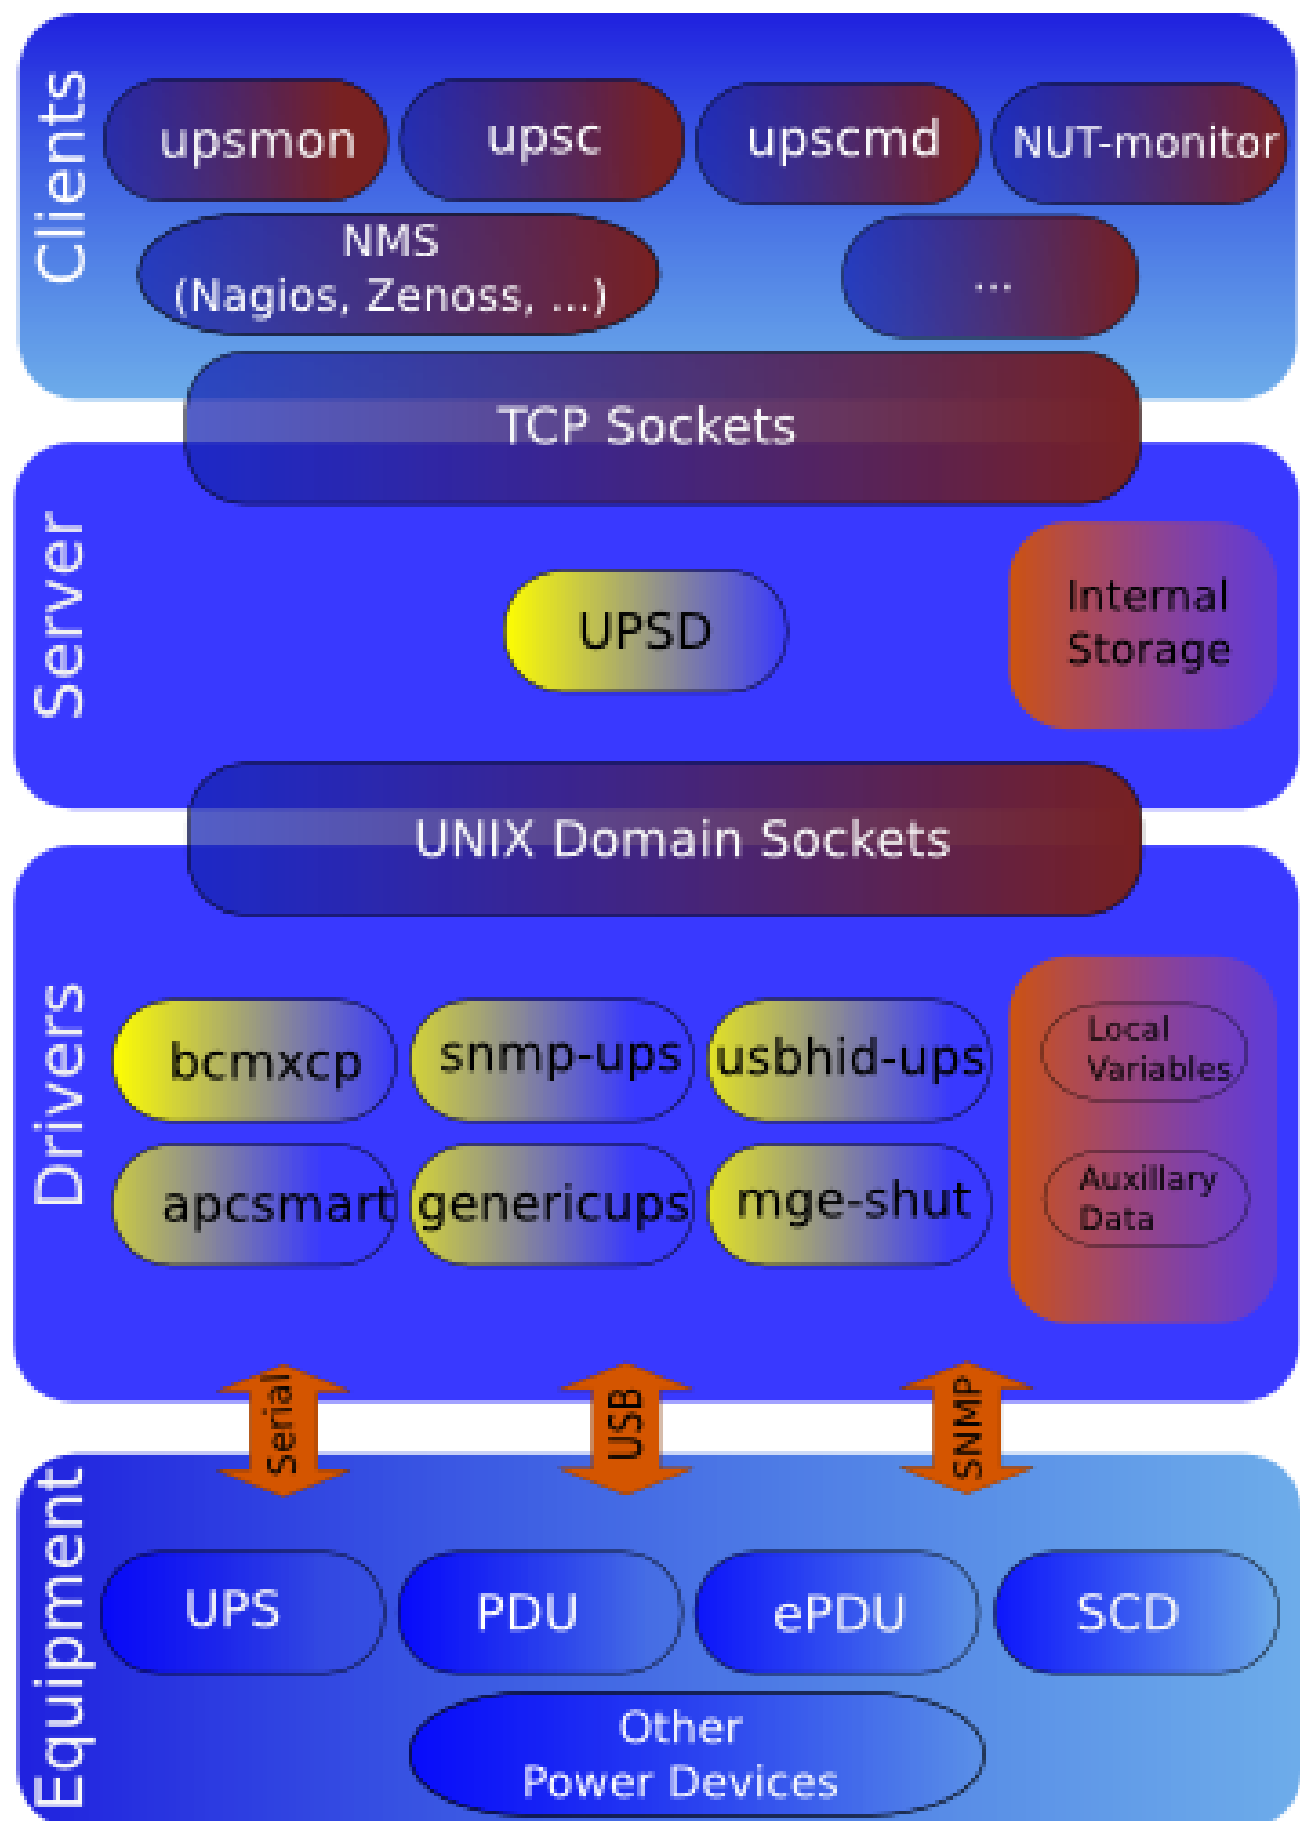 Clients
upsmon
upsc
upscmd
NUT-monitor
NMS
(Nagios, Zenoss, ...)
...
TCP Sockets
Server
UPSD
Internal
Storage
UNIX Domain Sockets
Drivers
bcmxcp
snmp-ups
usbhid-ups
Local
Variables
apcsmart
genericups
mge-shut
Auxillary
Data
Serial
USB
SNMP
Equipment
UPS
PDU
ePDU
SCD
Other
Power Devices